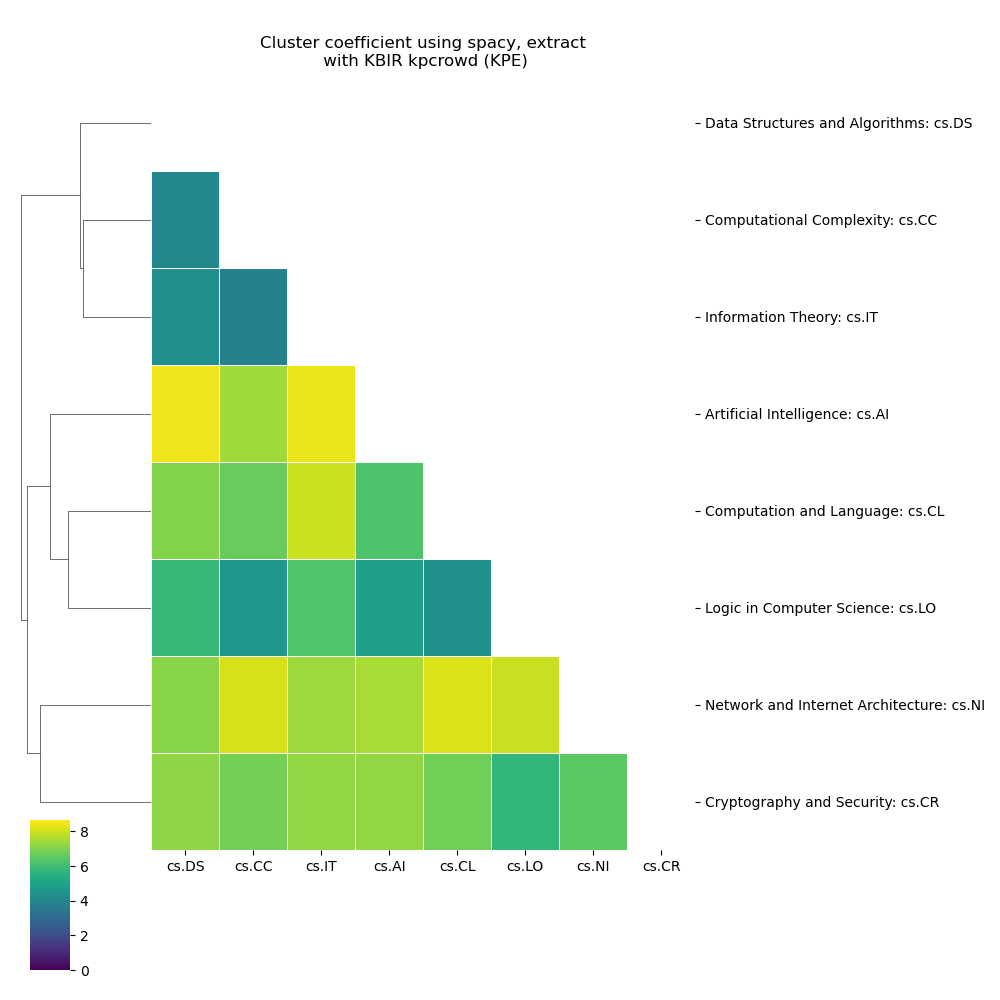 Cluster coefficient using spacy, extract
with KBIR kpcrowd (KPE)
Data Structures and Algorithms: cs.DS
Computational Complexity: cs.CC
Information Theory: cs.IT
Artificial Intelligence: cs.AI
Computation and Language: cs.CL
Logic in Computer Science: cs.LO
Network and Internet Architecture: cs.NI
Cryptography and Security: cs.CR
cs.DS cs.CC cs.IT cs.AI cs.CL cs.LO cs.NI cs.CR
8
6
4
2
0